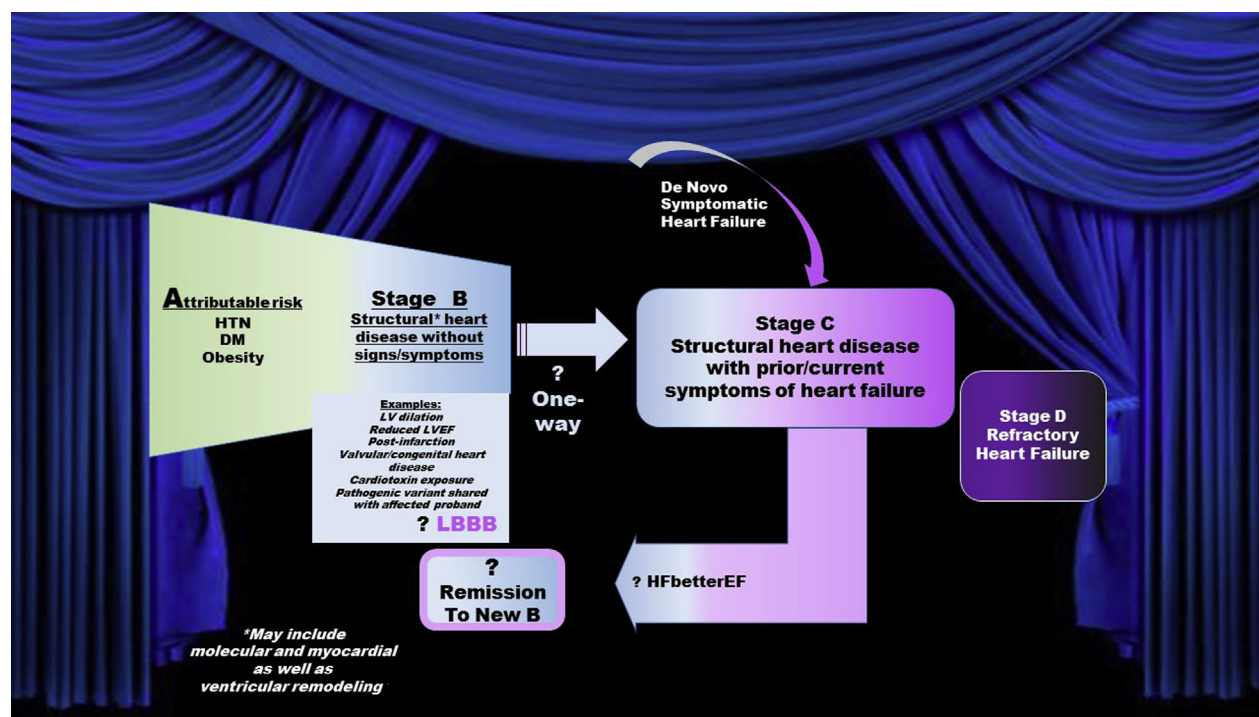 De Novo
Symptomatic
Heart Failure
Attributable risk
HTN
DM
Obesity
Stage B
Structural* heart
disease without
signs/symptoms
Examples:
LV dilation
Reduced LVEF
Post-infarction
Valvular/congenital heart
disease
Cardiotoxin exposure
Pathogenic variant shared
with affected proband
? LBBB
?
One-
way
Stage C
Structural heart disease
with prior/current
symptoms of heart failure
Stage D
Refractory
Heart Failure
? HFbetterEF
?
Remission
To New B
*May include
molecular and myocardial
as well as
ventricular remodeling